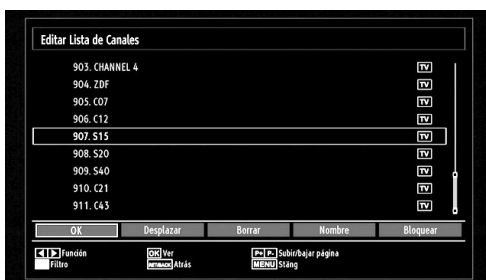 Editar Lista de Canales
903. CHANNEL 4 TV
904. ZDF TV
905. C07 TV
906. C12 TV
907. S15 TV
908. S20 TV
909. S40 TV
910. C21 TV
911. C43 TV
OK Desplazar Borrar Nombre Bloquear
Función OK Ver P+ P- Subir/bajar página
Filtro RET/BACK Atrás MENU Stäng